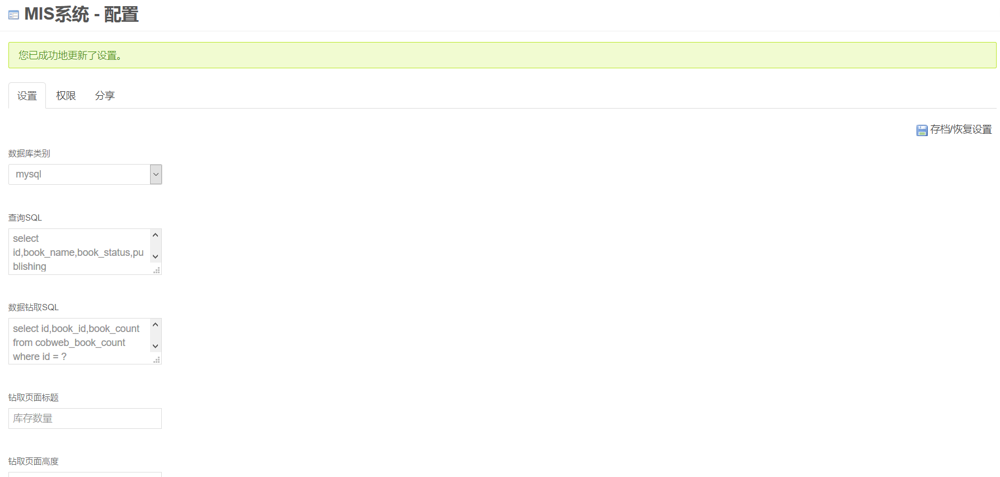 MIS系统 - 配置
您已成功地更新了设置。
设置 权限 分享
存档/恢复设置
数据库类别
mysql
查询SQL
select
id,book_name,book_status,pu
blishing
数据钻取SQL
select id,book_id,book_count
from cobweb_book_count
where id = ?
钻取页面标题
库存数量
钻取页面高度